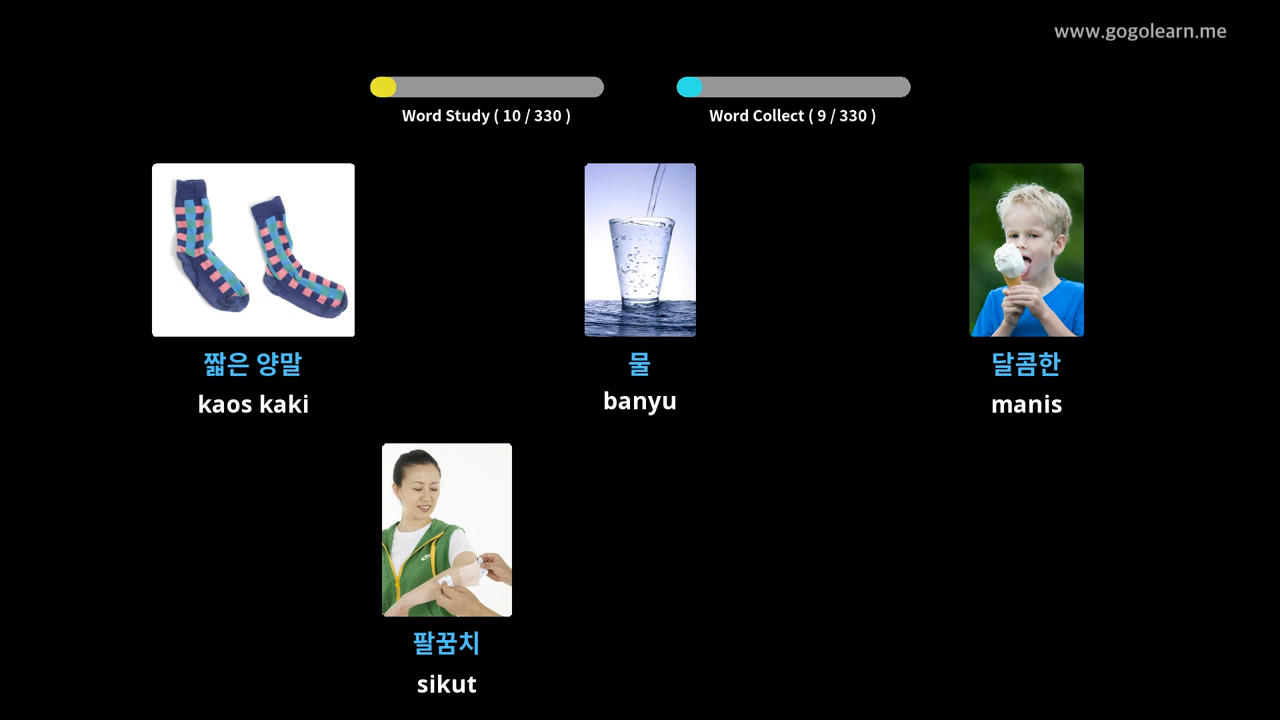 www.gogolearn.me
Word Study ( 10 / 330 )
Word Collect ( 9 / 330 )
짧은 양말
kaos kaki
물
banyu
달콤한
manis
팔꿈치
sikut